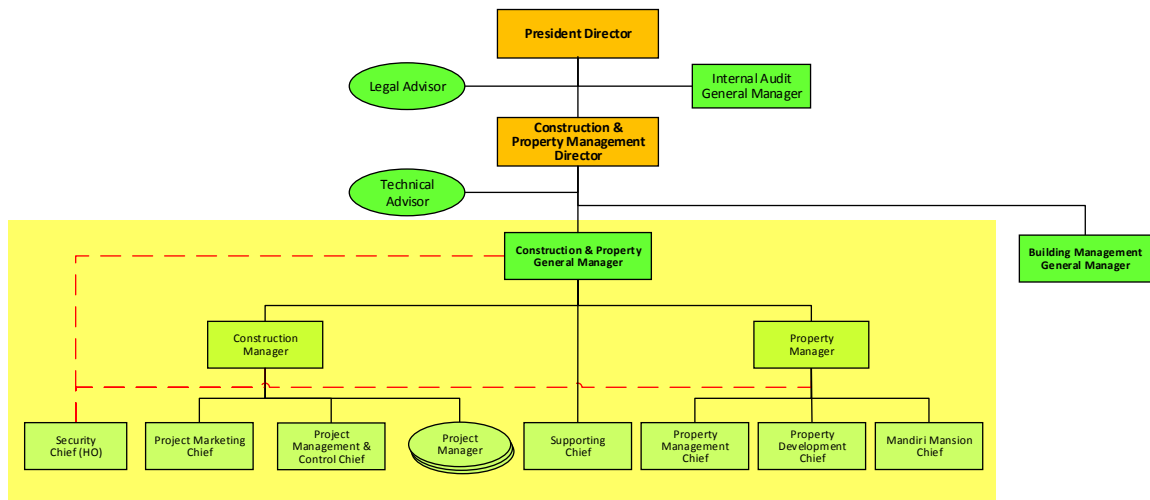 President Director
Legal Advisor
Internal Audit
General Manager
Construction &
Property Management
Director
Technical
Advisor
Construction & Property
General Manager
Building Management
General Manager
Construction
Manager
Property
Manager
Security
Chief (HO)
Project Marketing
Chief
Project
Management &
Control Chief
Project
Manager
Supporting
Chief
Property
Management
Chief
Property
Development
Chief
Mandiri Mansion
Chief